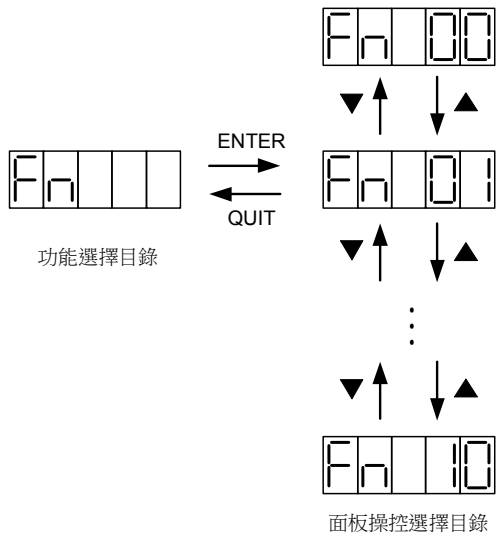 Fn 00
▼ ▲
ENTER
Fn
Fn 01
QUIT
功能選擇目錄
▼ ▲
⋮
▼ ▲
Fn 10
面板操控選擇目錄